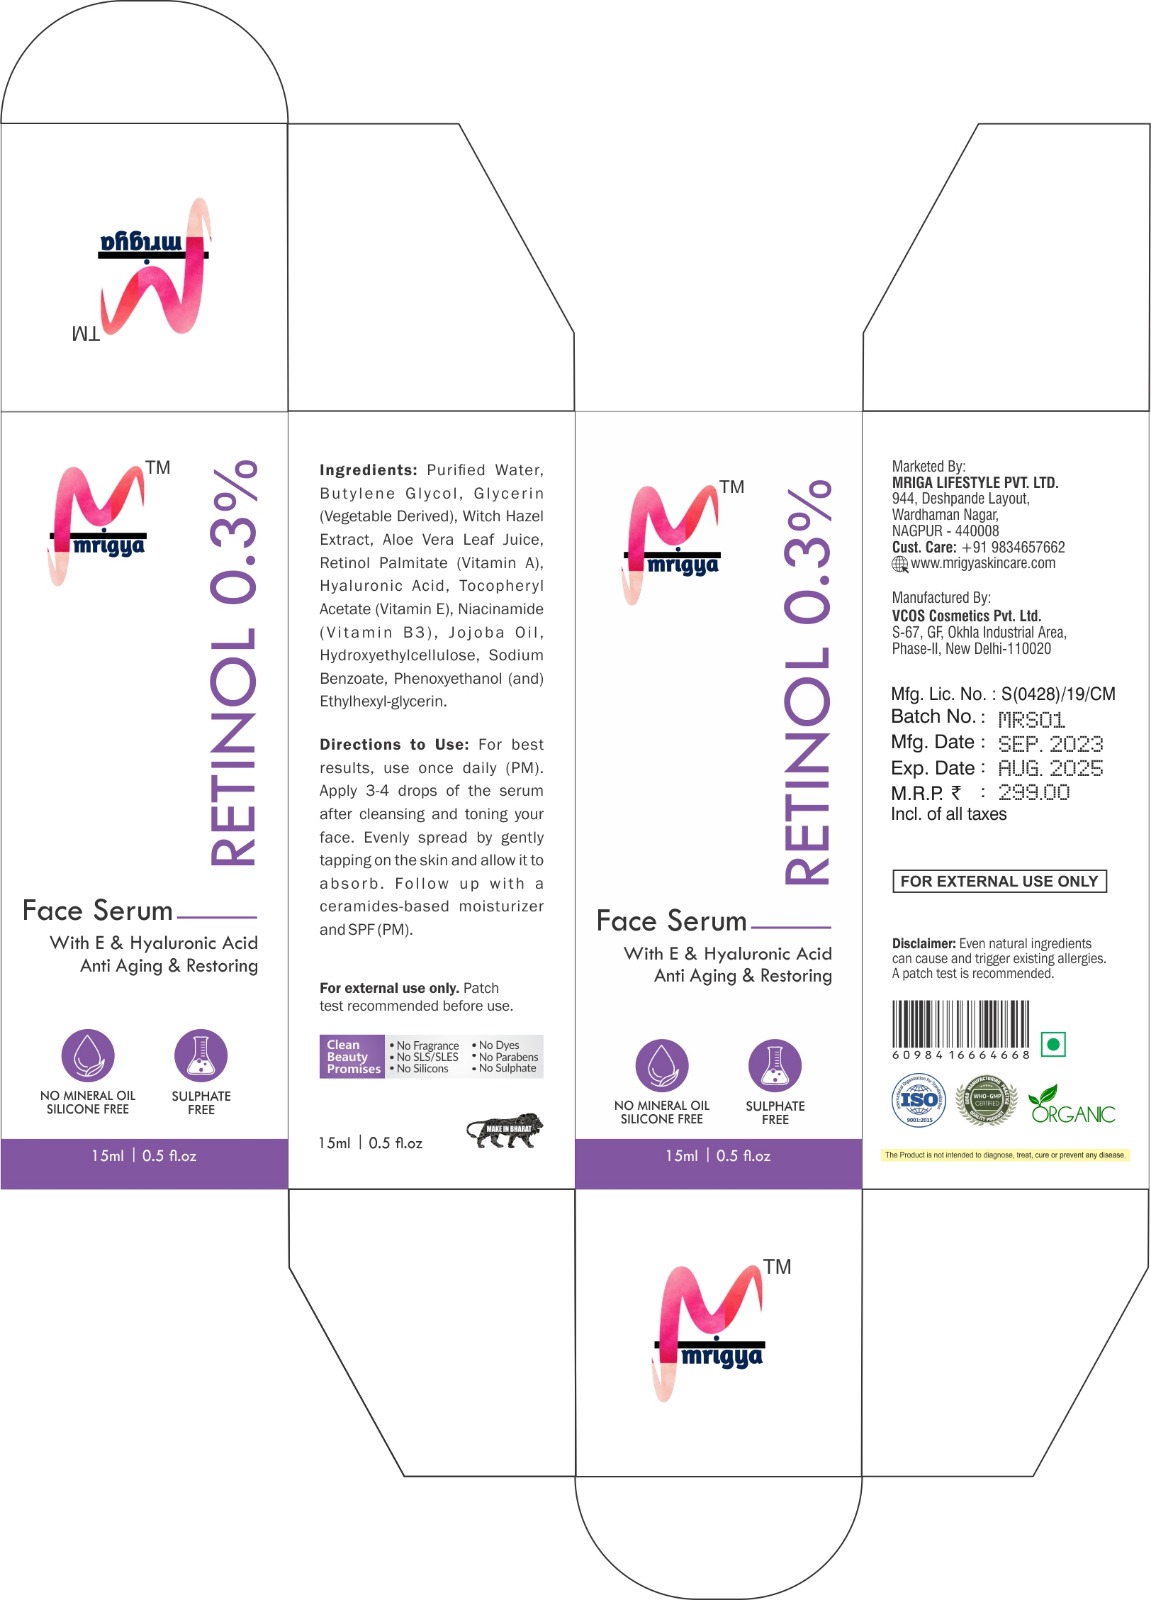 mrigya
TM
TM
mrigya
RETINOL 0.3%
Face Serum
With E & Hyaluronic Acid
Anti Aging & Restoring
NO MINERAL OIL
SILICONE FREE
SULPHATE
FREE
15ml | 0.5 fl.oz
Ingredients: Purified Water,
Butylene Glycol, Glycerin
(Vegetable Derived), Witch Hazel
Extract, Aloe Vera Leaf Juice,
Retinol Palmitate (Vitamin A),
Hyaluronic Acid, Tocopheryl
Acetate (Vitamin E), Niacinamide
(Vitamin B3), Jojoba Oil,
Hydroxyethylcellulose, Sodium
Benzoate, Phenoxyethanol (and)
Ethylhexyl-glycerin.
Directions to Use: For best
results, use once daily (PM).
Apply 3-4 drops of the serum
after cleansing and toning your
face. Evenly spread by gently
tapping on the skin and allow it to
absorb. Follow up with a
ceramides-based moisturizer
and SPF (PM).
For external use only. Patch
test recommended before use.
Clean
Beauty
Promises
• No Fragrance
• No SLS/SLES
• No Silicons
• No Dyes
• No Parabens
• No Sulphate
15ml | 0.5 fl.oz
MAKE IN BHARAT
TM
mrigya
RETINOL 0.3%
Face Serum
With E & Hyaluronic Acid
Anti Aging & Restoring
NO MINERAL OIL
SILICONE FREE
SULPHATE
FREE
15ml | 0.5 fl.oz
Marketed By:
MRIGA LIFESTYLE PVT. LTD.
944, Deshpande Layout,
Wardhaman Nagar,
NAGPUR - 440008
Cust. Care: +91 9834657662
www.mrigyaskincare.com
Manufactured By:
VCOS Cosmetics Pvt. Ltd.
S-67, GF, Okhla Industrial Area,
Phase-II, New Delhi-110020
Mfg. Lic. No. : S(0428)/19/CM
Batch No. : MRS01
Mfg. Date : SEP. 2023
Exp. Date : AUG. 2025
M.R.P. ₹ : 299.00
Incl. of all taxes
FOR EXTERNAL USE ONLY
Disclaimer: Even natural ingredients
can cause and trigger existing allergies.
A patch test is recommended.
6098416664668
ISO
9001:2015
WHO-GMP
CERTIFIED
ORGANIC
The Product is not intended to diagnose, treat, cure or prevent any disease.
TM
mrigya